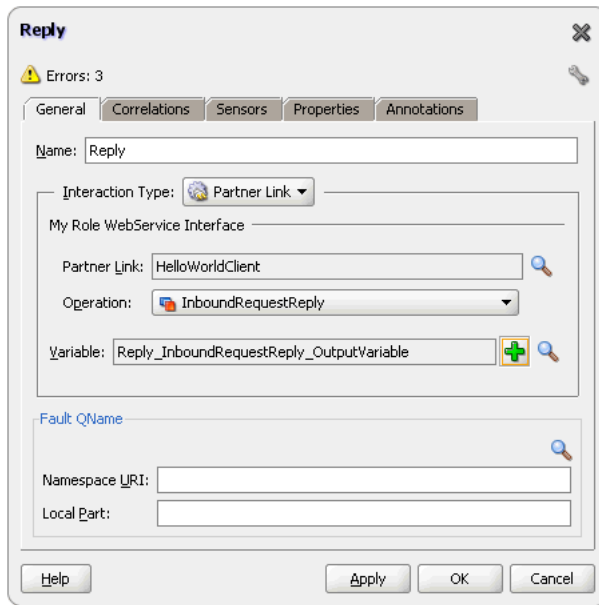 Reply
Errors: 3
General Correlations Sensors Properties Annotations
Name: Reply
Interaction Type: Partner Link
My Role WebService Interface
Partner Link: HelloWorldClient
Operation: InboundRequestReply
Variable: Reply_InboundRequestReply_OutputVariable
Fault QName
Namespace URI:
Local Part:
Help Apply OK Cancel